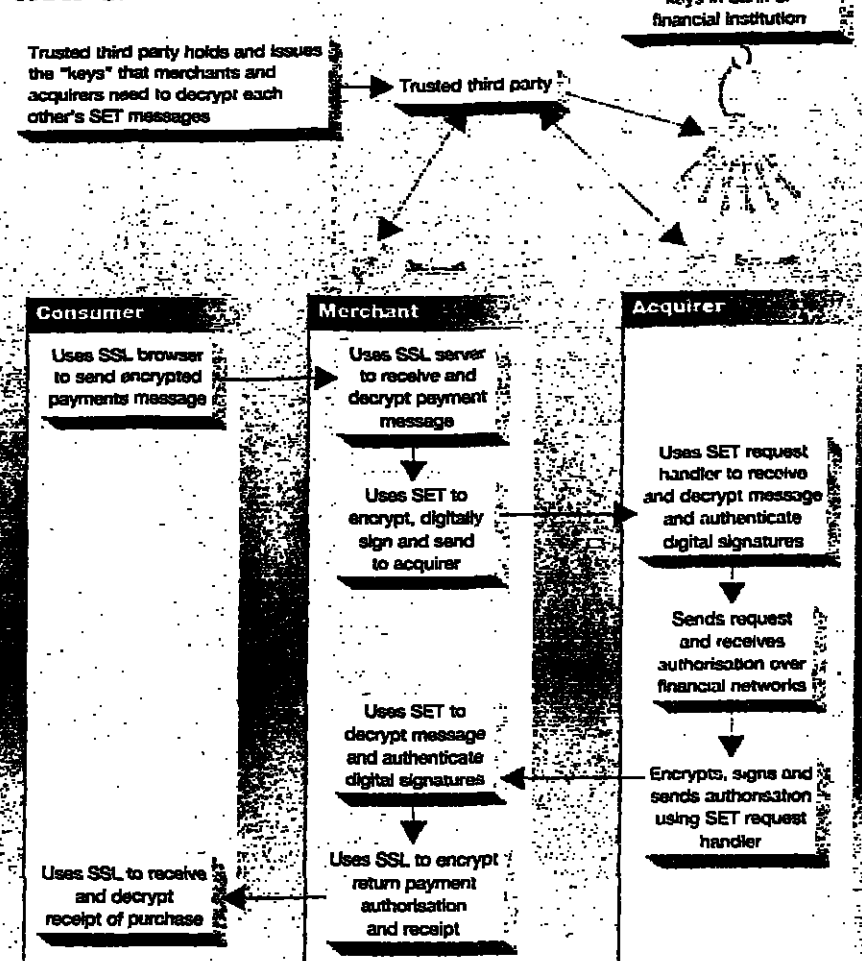 financial institution
Trusted third party holds and issues
the "keys" that merchants and
acquirers need to decrypt each
other's SET messages
Trusted third party
Consumer
Uses SSL browser
to send encrypted
payments message
Merchant
Uses SSL server
to receive and
decrypt payment
message
Uses SET to
encrypt, digitally
sign and send
to acquirer
Acquirer
Uses SET request
handler to receive
and decrypt message
and authenticate
digital signatures
Sends request
and receives
authorisation over
financial networks
Encrypts, signs and
sends authorisation
using SET request
handler
Uses SET to
decrypt message
and authenticate
digital signatures
Uses SSL to encrypt
return payment
authorisation
and receipt
Uses SSL to receive
and decrypt
receipt of purchase